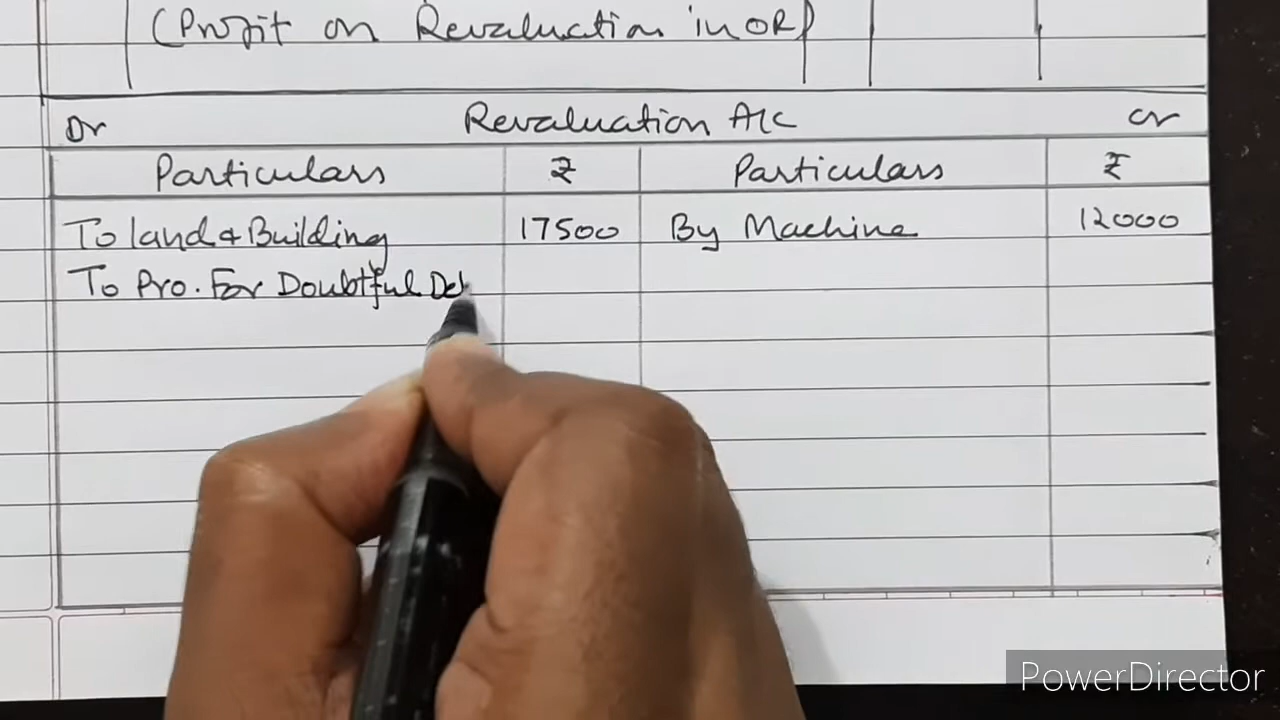 (Profit on Revaluation in OR)
Dr Revaluation A/c Cr
Particulars ₹ Particulars ₹
To land & Building 17500 By Machine 12000
To Pro. For Doubtful Deb
PowerDirector